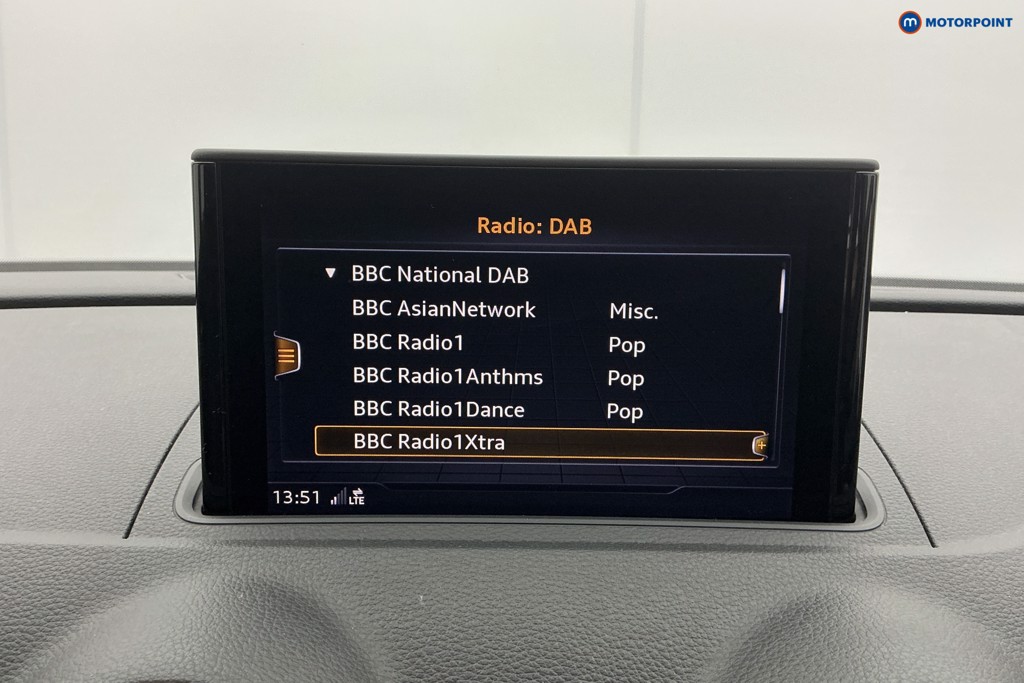 m MOTORPOINT
Radio: DAB
▼ BBC National DAB
BBC AsianNetwork Misc.
BBC Radio1 Pop
BBC Radio1Anthms Pop
BBC Radio1Dance Pop
BBC Radio1Xtra +
13:51 LTE